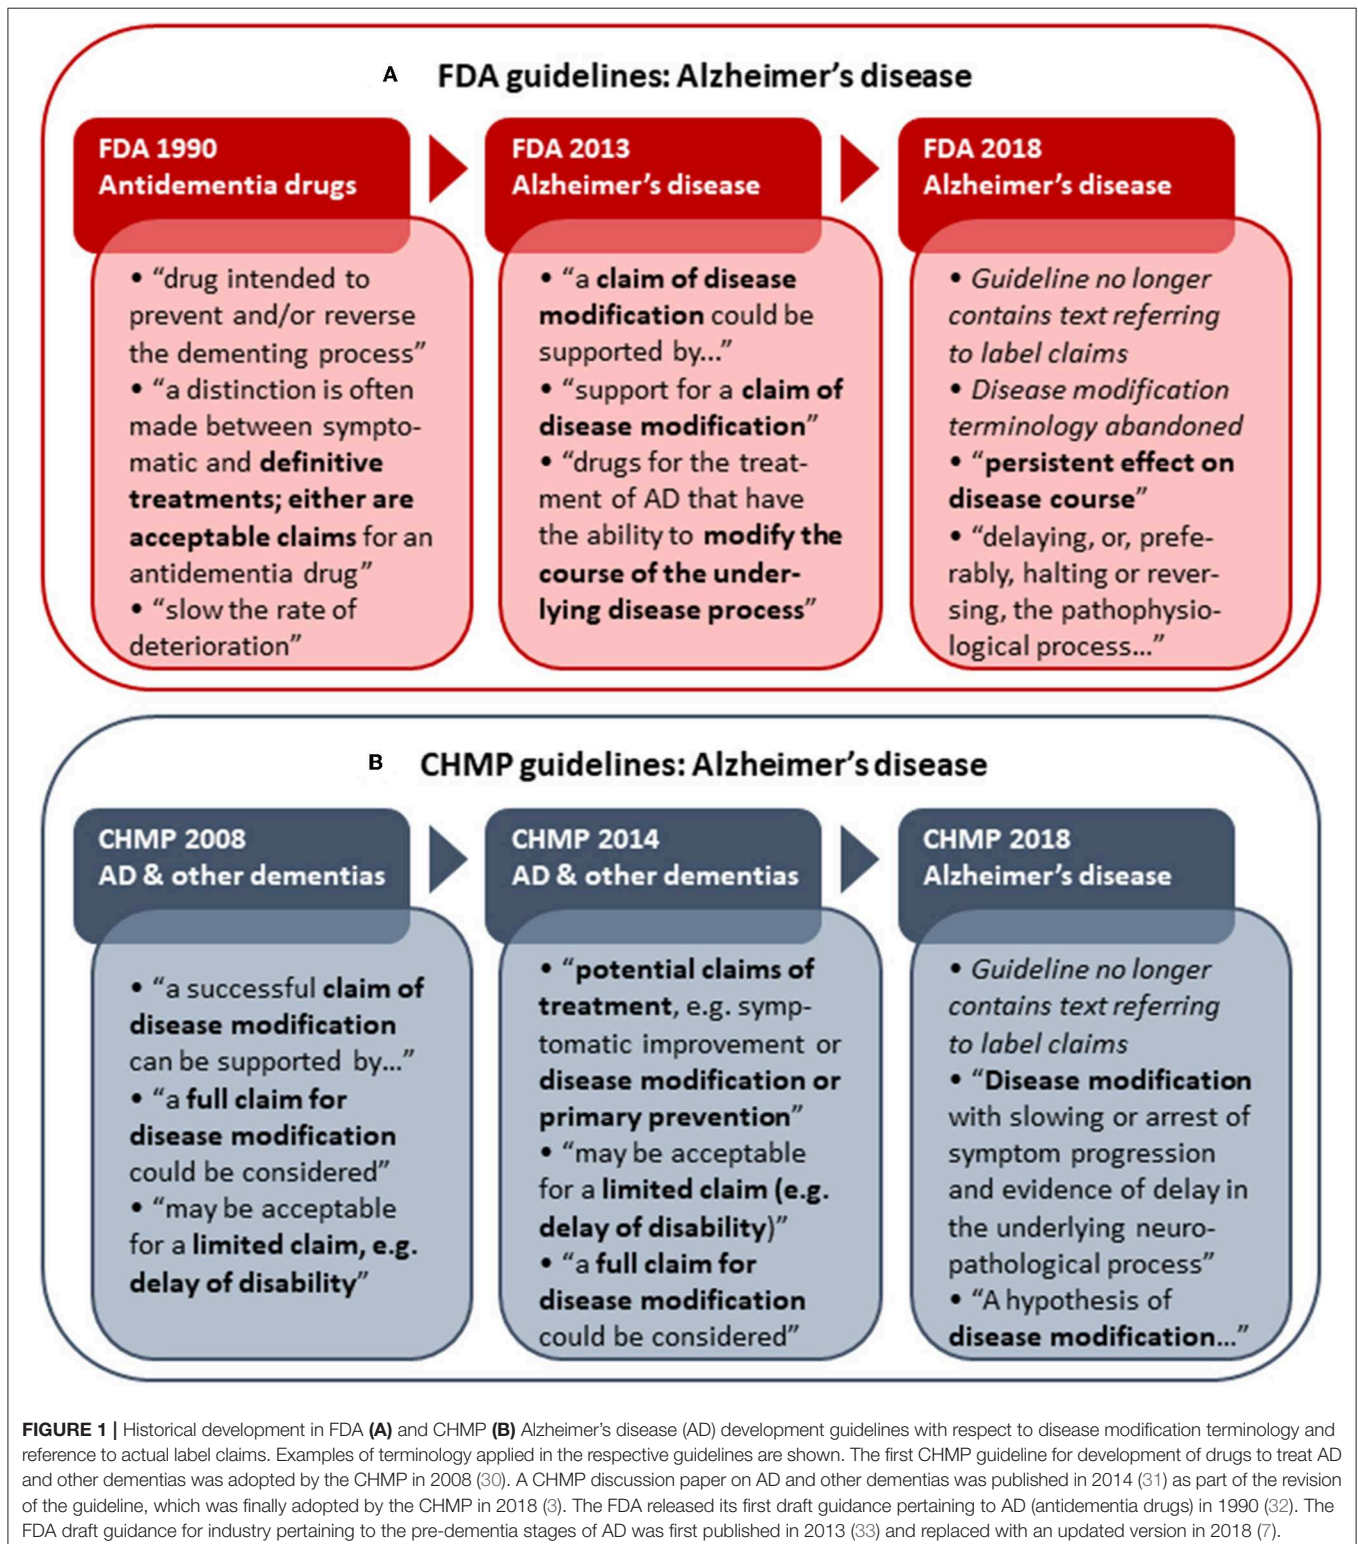 A FDA guidelines: Alzheimer's disease
FDA 1990
Antidementia drugs
• “drug intended to
prevent and/or reverse
the dementing process”
• “a distinction is often
made between sympto-
matic and definitive
treatments; either are
acceptable claims for an
antidementia drug”
• “slow the rate of
deterioration”
FDA 2013
Alzheimer's disease
• “a claim of disease
modification could be
supported by...”
• “support for a claim of
disease modification”
• “drugs for the treat-
ment of AD that have
the ability to modify the
course of the under-
lying disease process”
FDA 2018
Alzheimer's disease
• Guideline no longer
contains text referring
to label claims
• Disease modification
terminology abandoned
• “persistent effect on
disease course”
• “delaying, or, prefe-
rably, halting or rever-
sing, the pathophysio-
logical process...”
B CHMP guidelines: Alzheimer's disease
CHMP 2008
AD & other dementias
• “a successful claim of
disease modification
can be supported by...”
• “a full claim for
disease modification
could be considered”
• “may be acceptable
for a limited claim, e.g.
delay of disability”
CHMP 2014
AD & other dementias
• “potential claims of
treatment, e.g. symp-
tomatic improvement or
disease modification or
primary prevention”
• “may be acceptable
for a limited claim (e.g.
delay of disability)”
• “a full claim for
disease modification
could be considered”
CHMP 2018
Alzheimer's disease
• Guideline no longer
contains text referring
to label claims
• “Disease modification
with slowing or arrest of
symptom progression
and evidence of delay in
the underlying neuro-
pathological process”
• “A hypothesis of
disease modification...”
FIGURE 1 | Historical development in FDA (A) and CHMP (B) Alzheimer's disease (AD) development guidelines with respect to disease modification terminology and
reference to actual label claims. Examples of terminology applied in the respective guidelines are shown. The first CHMP guideline for development of drugs to treat AD
and other dementias was adopted by the CHMP in 2008 (30). A CHMP discussion paper on AD and other dementias was published in 2014 (31) as part of the revision
of the guideline, which was finally adopted by the CHMP in 2018 (3). The FDA released its first draft guidance pertaining to AD (antidementia drugs) in 1990 (32). The
FDA draft guidance for industry pertaining to the pre-dementia stages of AD was first published in 2013 (33) and replaced with an updated version in 2018 (7).